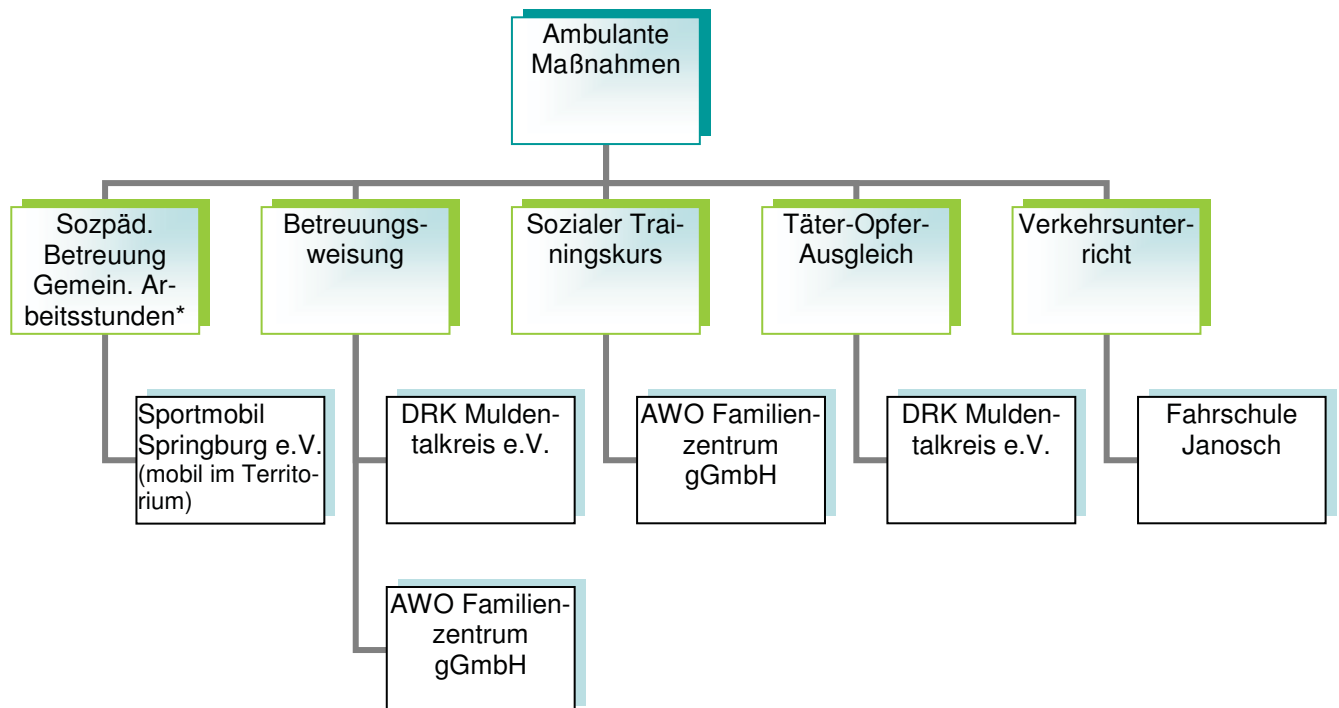 Ambulante
Maßnahmen
Sozpäd.
Betreuung
Gemein. Ar-
beitsstunden*
Betreuungs-
weisung
Sozialer Trai-
ningskurs
Täter-Opfer-
Ausgleich
Verkehrsunter-
richt
Sportmobil
Springburg e.V.
(mobil im Territo-
rium)
DRK Mulden-
talkreis e.V.
AWO Familien-
zentrum
gGmbH
DRK Mulden-
talkreis e.V.
Fahrschule
Janosch
AWO Familien-
zentrum
gGmbH